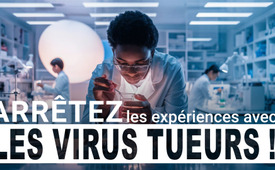 ARRÊTEZ les expériences avec
LES VIRUS TUEURS !